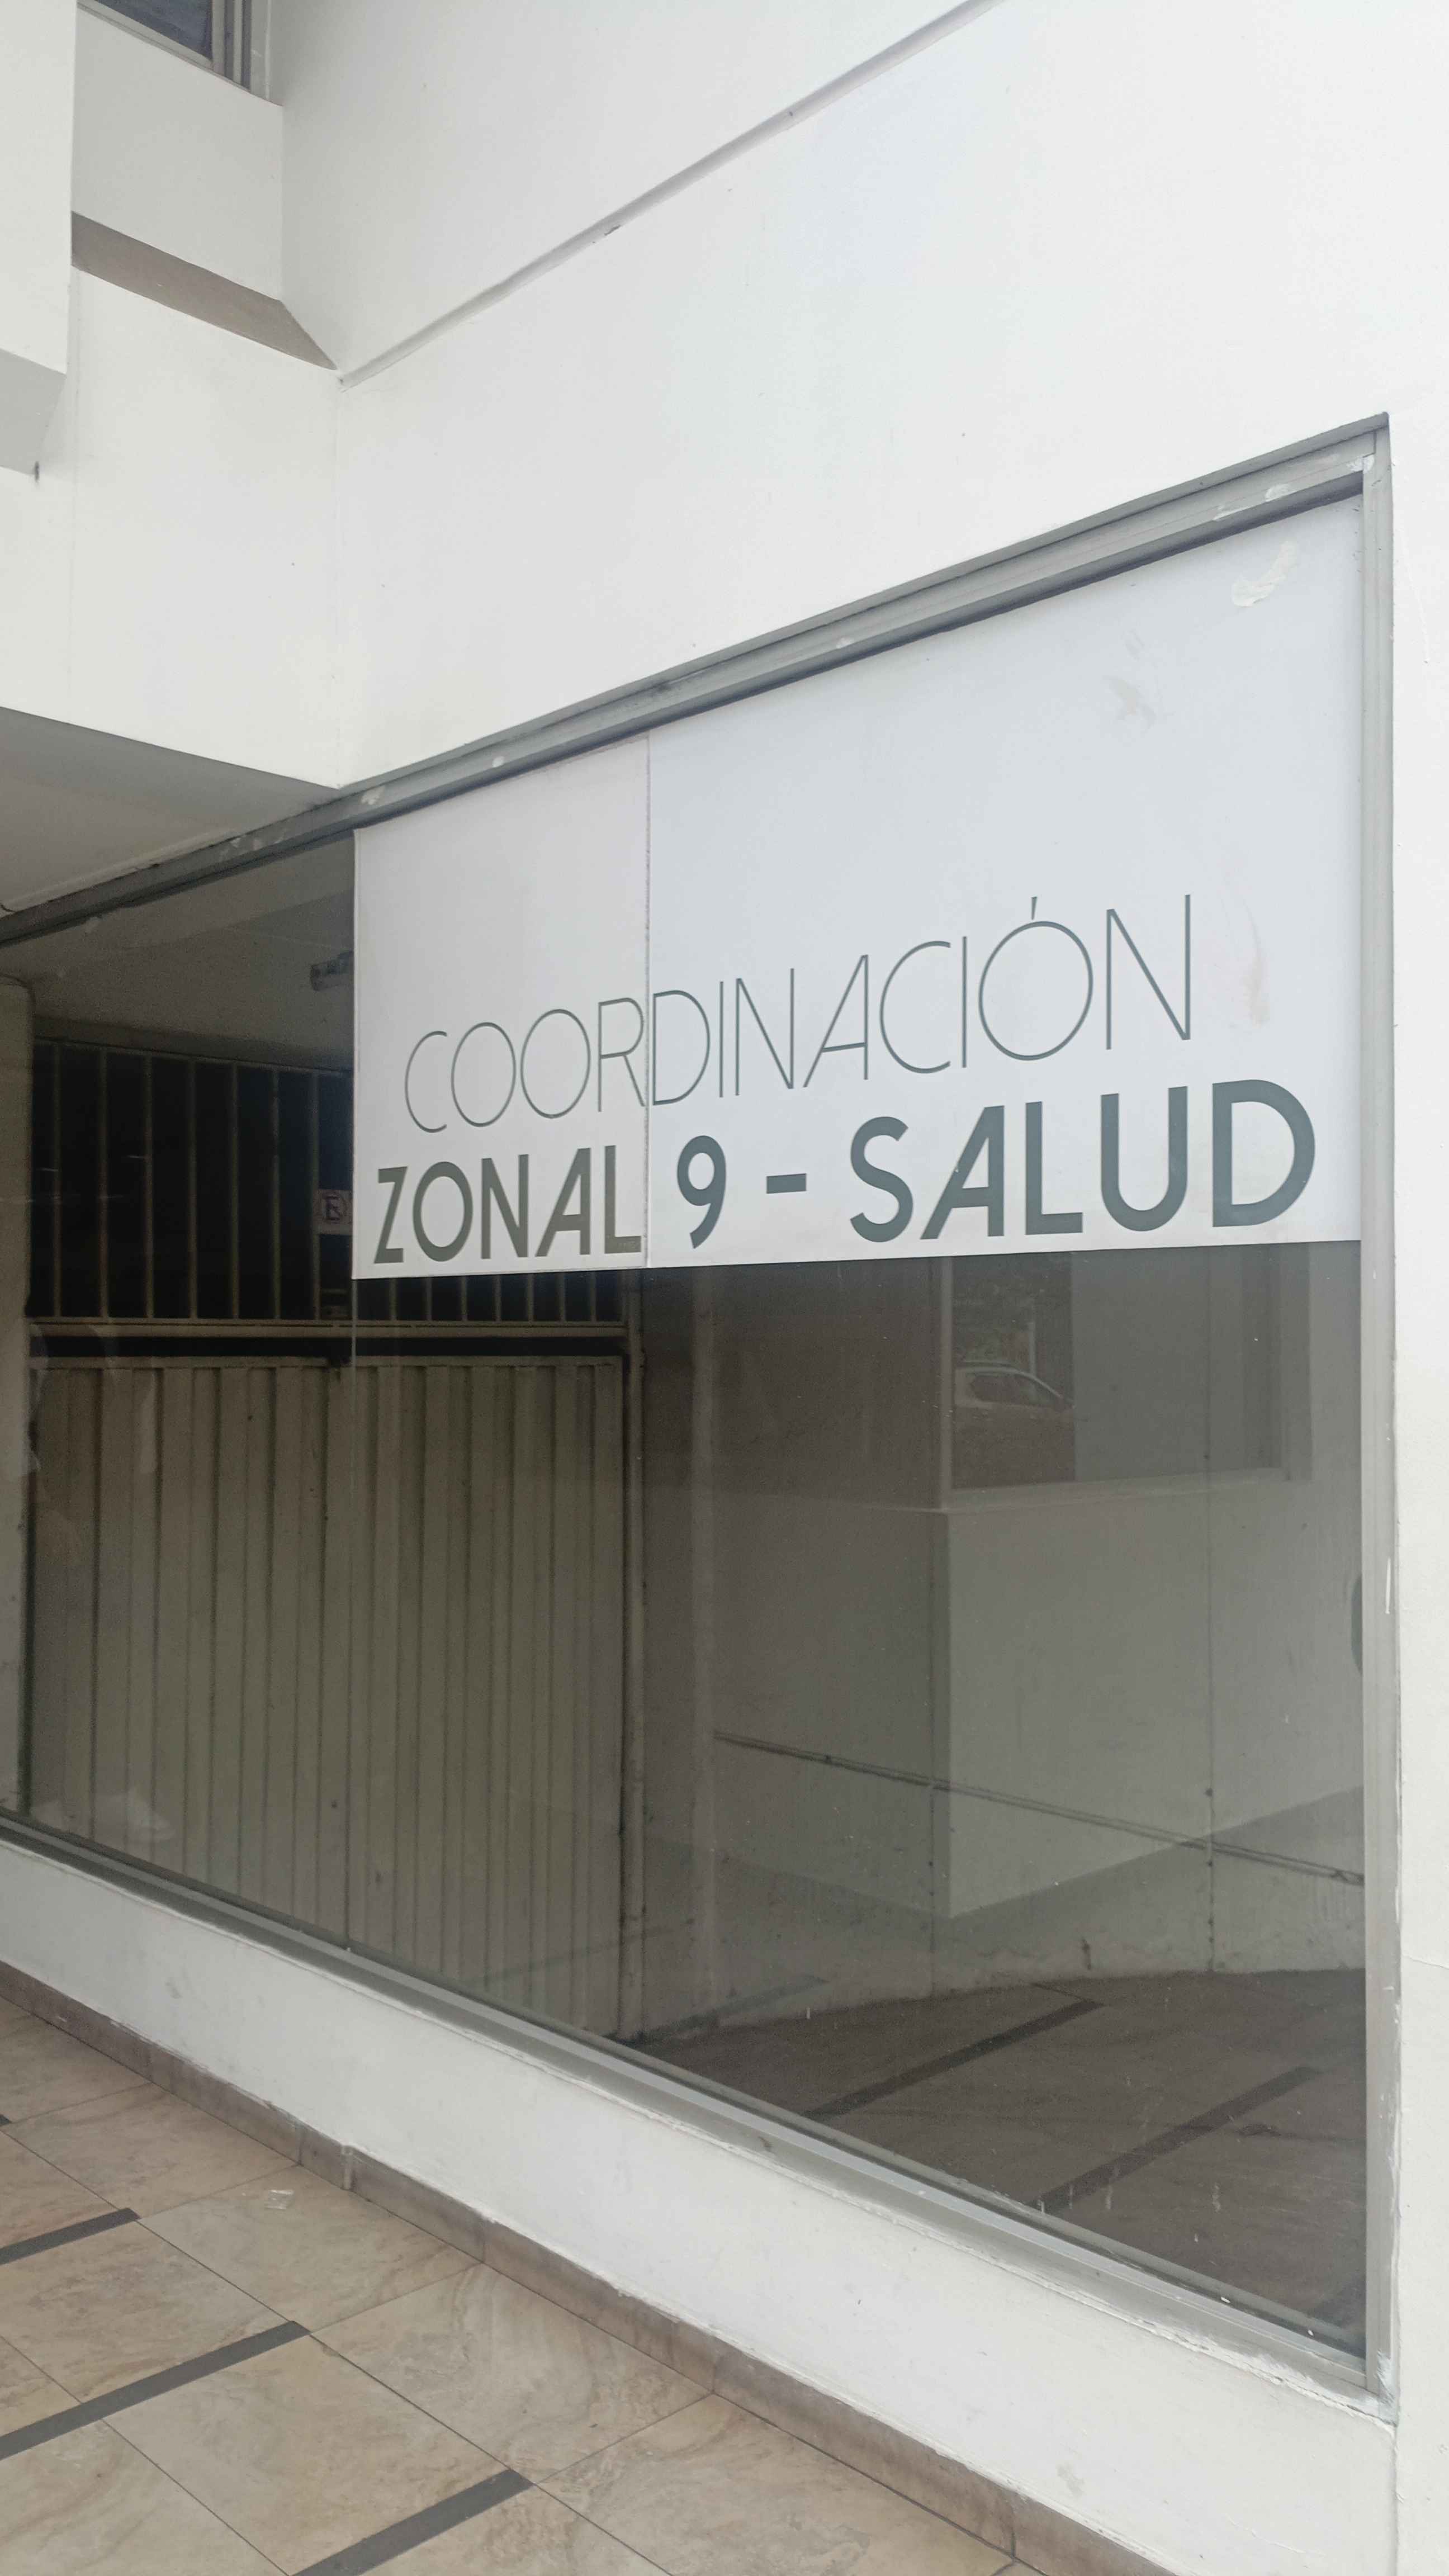 COORDINACIÓN
ZONAL 9 - SALUD
E